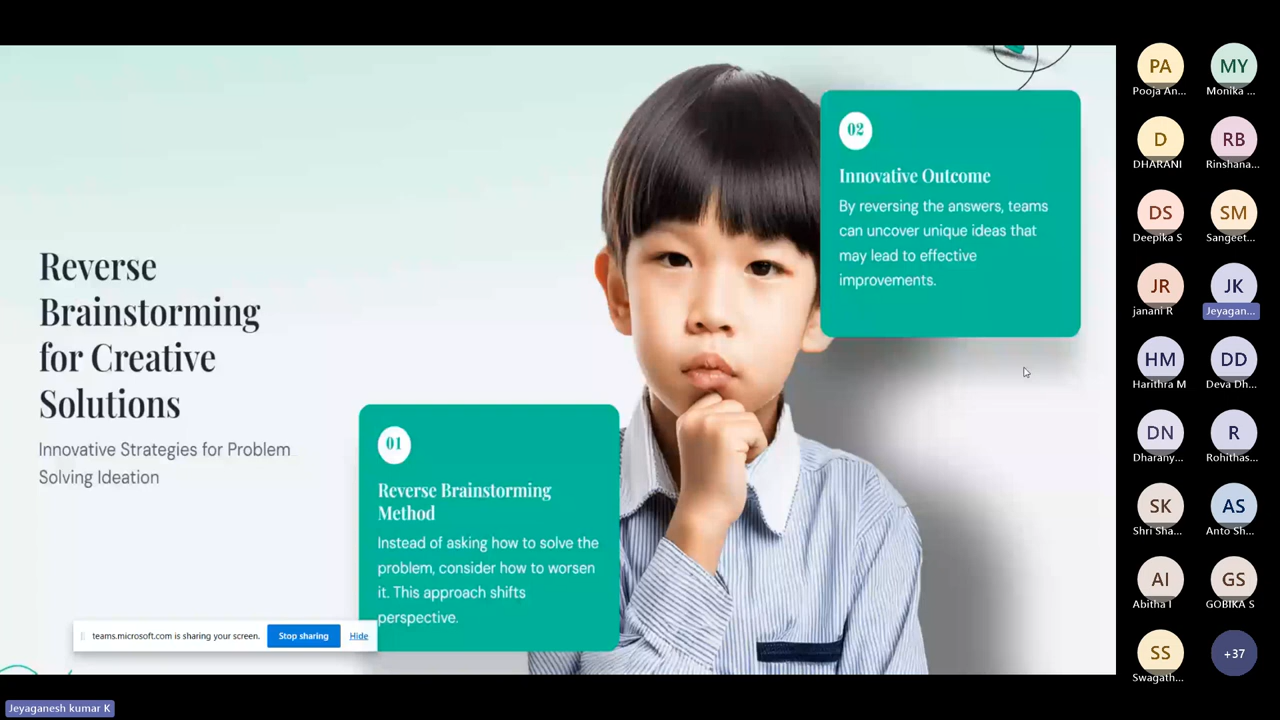 Reverse
Brainstorming
for Creative
Solutions
Innovative Strategies for Problem
Solving Ideation
01
Reverse Brainstorming
Method
Instead of asking how to solve the
problem, consider how to worsen
it. This approach shifts
perspective.
02
Innovative Outcome
By reversing the answers, teams
can uncover unique ideas that
may lead to effective
improvements.
teams.microsoft.com is sharing your screen.
Stop sharing
Hide
Jeyaganesh kumar K
PA
Pooja An...
MY
Monika ...
D
DHARANI
RB
Rinshana...
DS
Deepika S
SM
Sangeet...
JR
janani R
JK
Jeyagan...
HM
Harithra M
DD
Deva Dh...
DN
Dharany...
R
Rohithas...
SK
Shri Sha...
AS
Anto Sh...
AI
Abitha I
GS
GOBIKA S
SS
Swagath...
+37